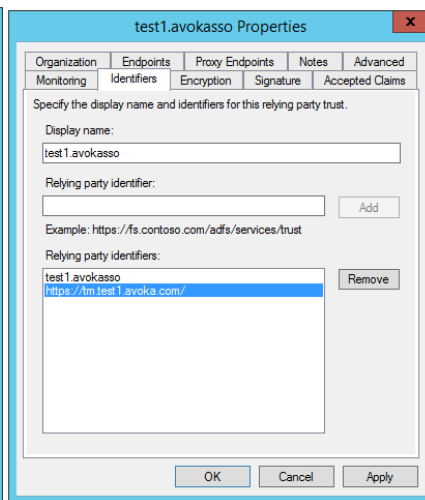 test1.avokasso Properties
x
Organization Endpoints Proxy Endpoints Notes Advanced
Monitoring Identifiers Encryption Signature Accepted Claims
Specify the display name and identifiers for this relying party trust.
Display name:
test1.avokasso
Relying party identifier:
Add
Example: https://fs.contoso.com/adfs/services/trust
Relying party identifiers:
test1.avokasso
Remove
https://tm.test1.avoka.com/
OK Cancel Apply